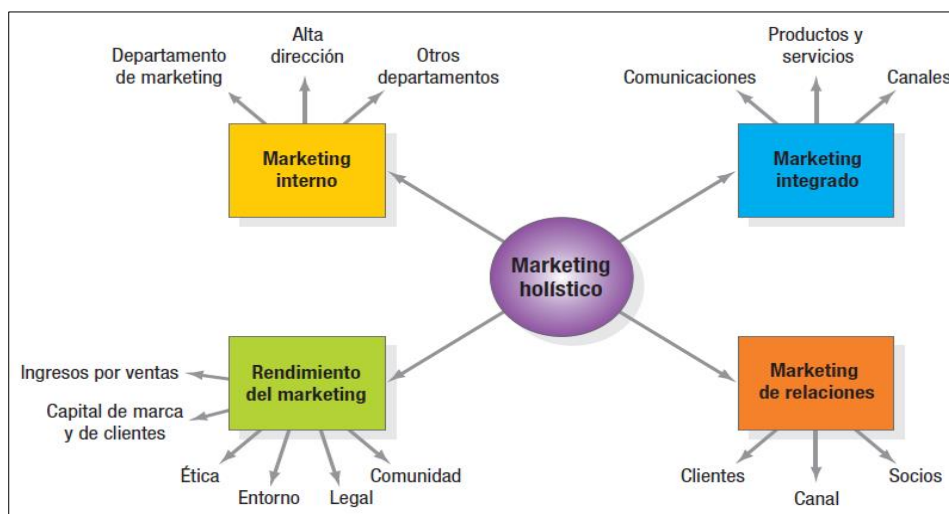 Departamento
de marketing
Alta
dirección
Otros
departamentos
Marketing
interno
Comunicaciones
Productos y
servicios
Canales
Marketing
integrado
Marketing
holístico
Rendimiento
del marketing
Ingresos por ventas
Capital de marca
y de clientes
Ética
Entorno
Legal
Comunidad
Marketing
de relaciones
Clientes
Canal
Socios